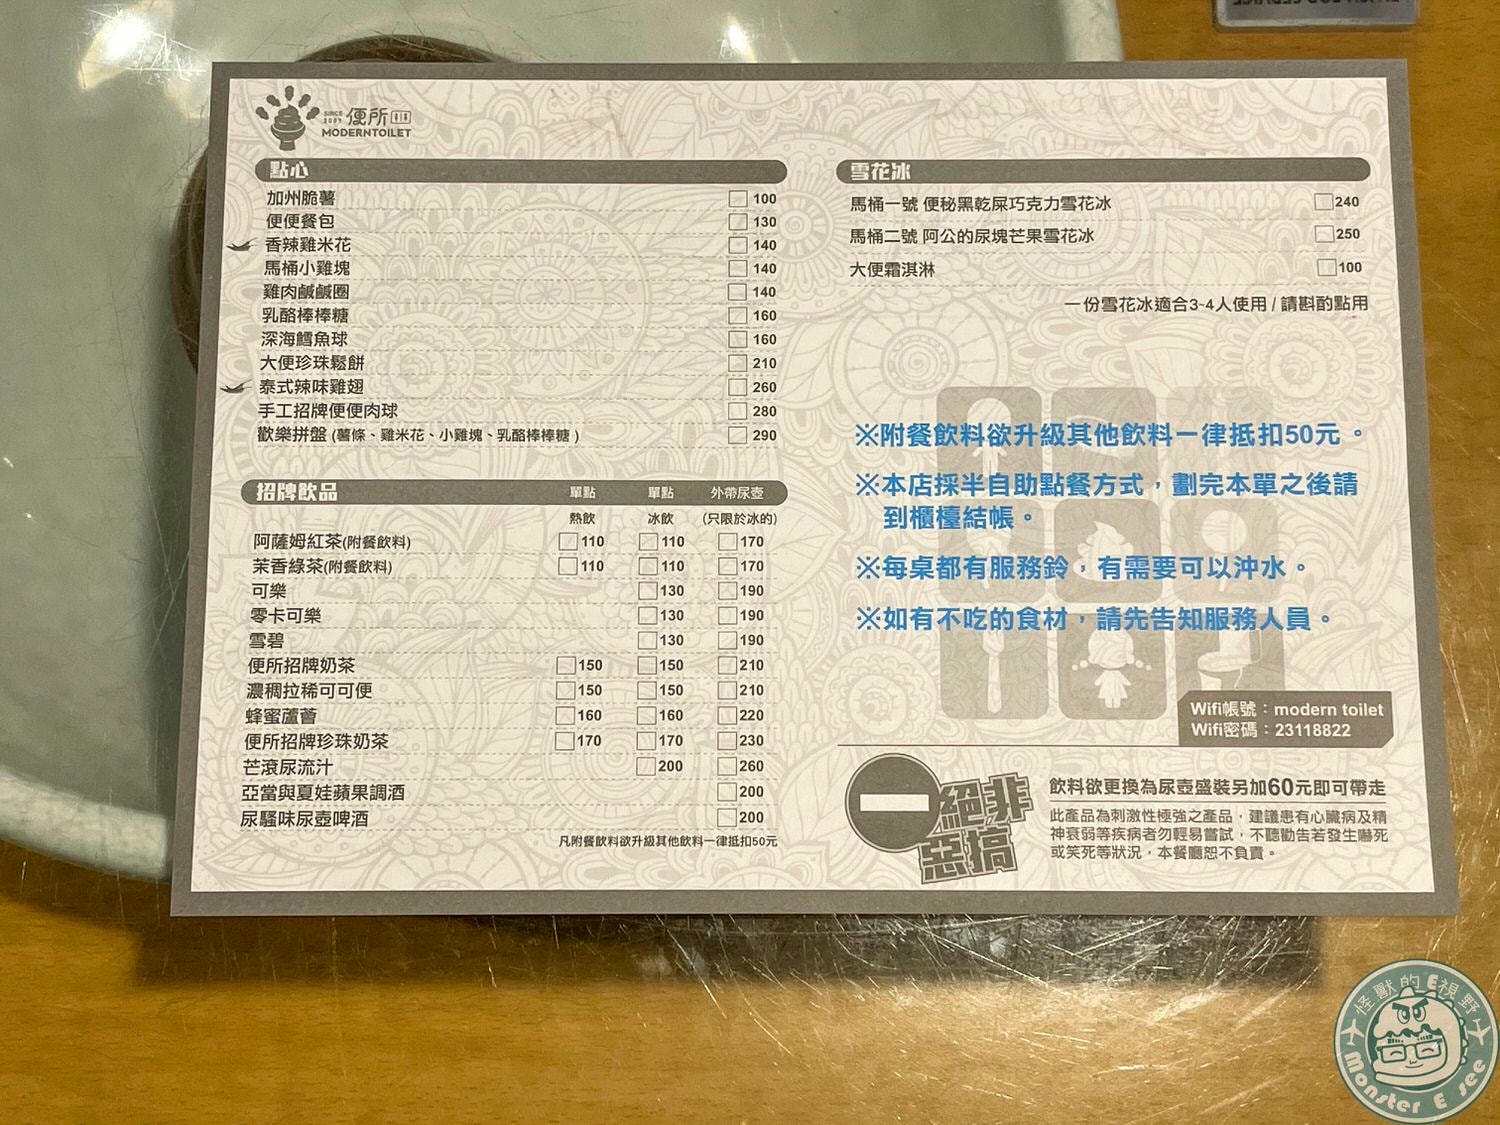 SINCE 2004 便所
MODERNTOILET
點心
加州脆薯 100
便便餐包 130
香辣雞米花 140
馬桶小雞塊 140
雞肉鹹鹹圈 140
乳酪棒棒糖 160
深海鱈魚球 160
大便珍珠鬆餅 210
泰式辣味雞翅 260
手工招牌便便肉球 280
歡樂拼盤 (薯條、雞米花、小雞塊、乳酪棒棒糖) 290
招牌飲品 單點 單點 外帶尿壺
熱飲 冰飲 (只限於冰的)
阿薩姆紅茶(附餐飲料) 110 110 170
茉香綠茶(附餐飲料) 110 110 170
可樂 130 190
零卡可樂 130 190
雪碧 130 190
便所招牌奶茶 150 150 210
濃稠拉稀可可便 150 150 210
蜂蜜蘆薈 160 160 220
便所招牌珍珠奶茶 170 170 230
芒滾尿流汁 200 260
亞當與夏娃蘋果調酒 200
尿騷味尿壺啤酒 200
凡附餐飲料欲升級其他飲料一律抵扣50元
雪花冰
馬桶一號 便秘黑乾屎巧克力雪花冰 240
馬桶二號 阿公的尿塊芒果雪花冰 250
大便霜淇淋 100
一份雪花冰適合3~4人使用 / 請斟酌點用
※附餐飲料欲升級其他飲料一律抵扣50元。
※本店採半自助點餐方式，劃完本單之後請
到櫃檯結帳。
※每桌都有服務鈴，有需要可以沖水。
※如有不吃的食材，請先告知服務人員。
Wifi帳號：modern toilet
Wifi密碼：23118822
絕非
惡搞
飲料欲更換為尿壺盛裝另加60元即可帶走
此產品為刺激性極強之產品，建議患有心臟病及精
神衰弱等疾病者勿輕易嘗試，不聽勸告若發生嚇死
或笑死等狀況，本餐廳恕不負責。
怪獸的E視野
monster E see